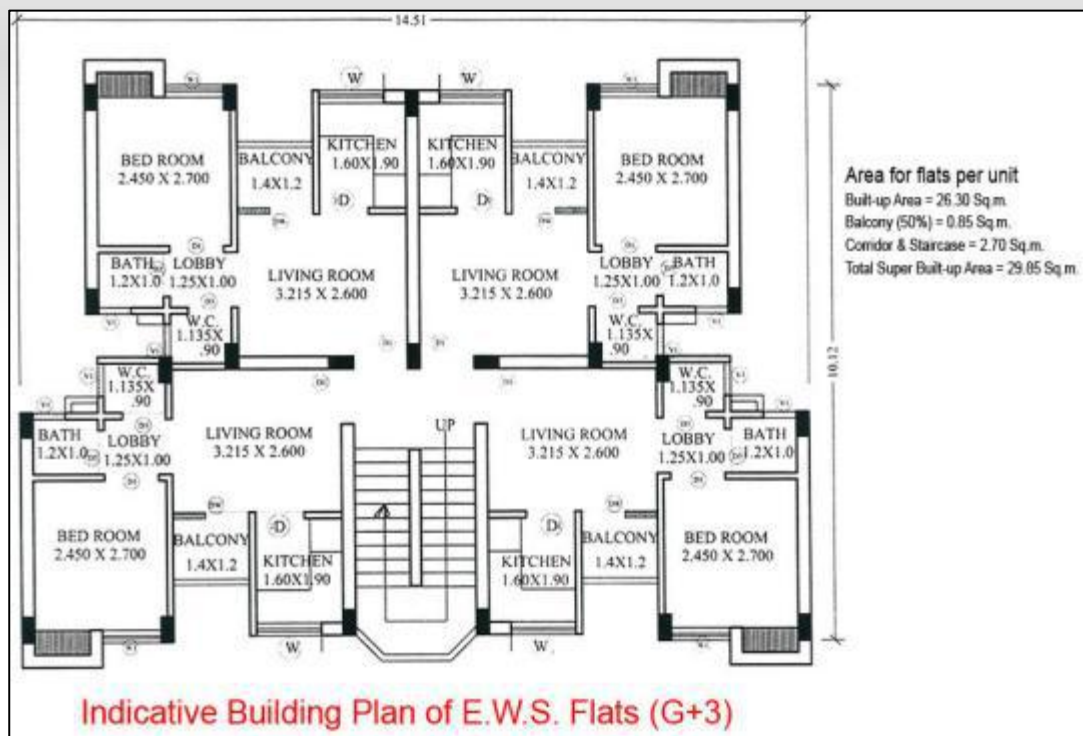 14.51
W
W
BED ROOM
2.450 X 2.700
BALCONY
1.4X1.2
KITCHEN
1.60X1.90
D
KITCHEN
1.60X1.90
D
BALCONY
1.4X1.2
BED ROOM
2.450 X 2.700
BATH
1.2X1.0
LOBBY
1.25X1.00
LIVING ROOM
3.215 X 2.600
LIVING ROOM
3.215 X 2.600
LOBBY
1.25X1.00
BATH
1.2X1.0
W.C.
1.135X
.90
W.C.
1.135X
.90
W.C.
1.135X
.90
W.C.
1.135X
.90
BATH
1.2X1.0
LOBBY
1.25X1.00
LIVING ROOM
3.215 X 2.600
UP
LIVING ROOM
3.215 X 2.600
LOBBY
1.25X1.00
BATH
1.2X1.0
BED ROOM
2.450 X 2.700
BALCONY
1.4X1.2
D
KITCHEN
1.60X1.90
D
KITCHEN
1.60X1.90
BALCONY
1.4X1.2
BED ROOM
2.450 X 2.700
W
W
10.12
Area for flats per unit
Built-up Area = 26.30 Sq.m.
Balcony (50%) = 0.85 Sq.m.
Corridor & Staircase = 2.70 Sq.m.
Total Super Built-up Area = 29.85 Sq.m.
Indicative Building Plan of E.W.S. Flats (G+3)